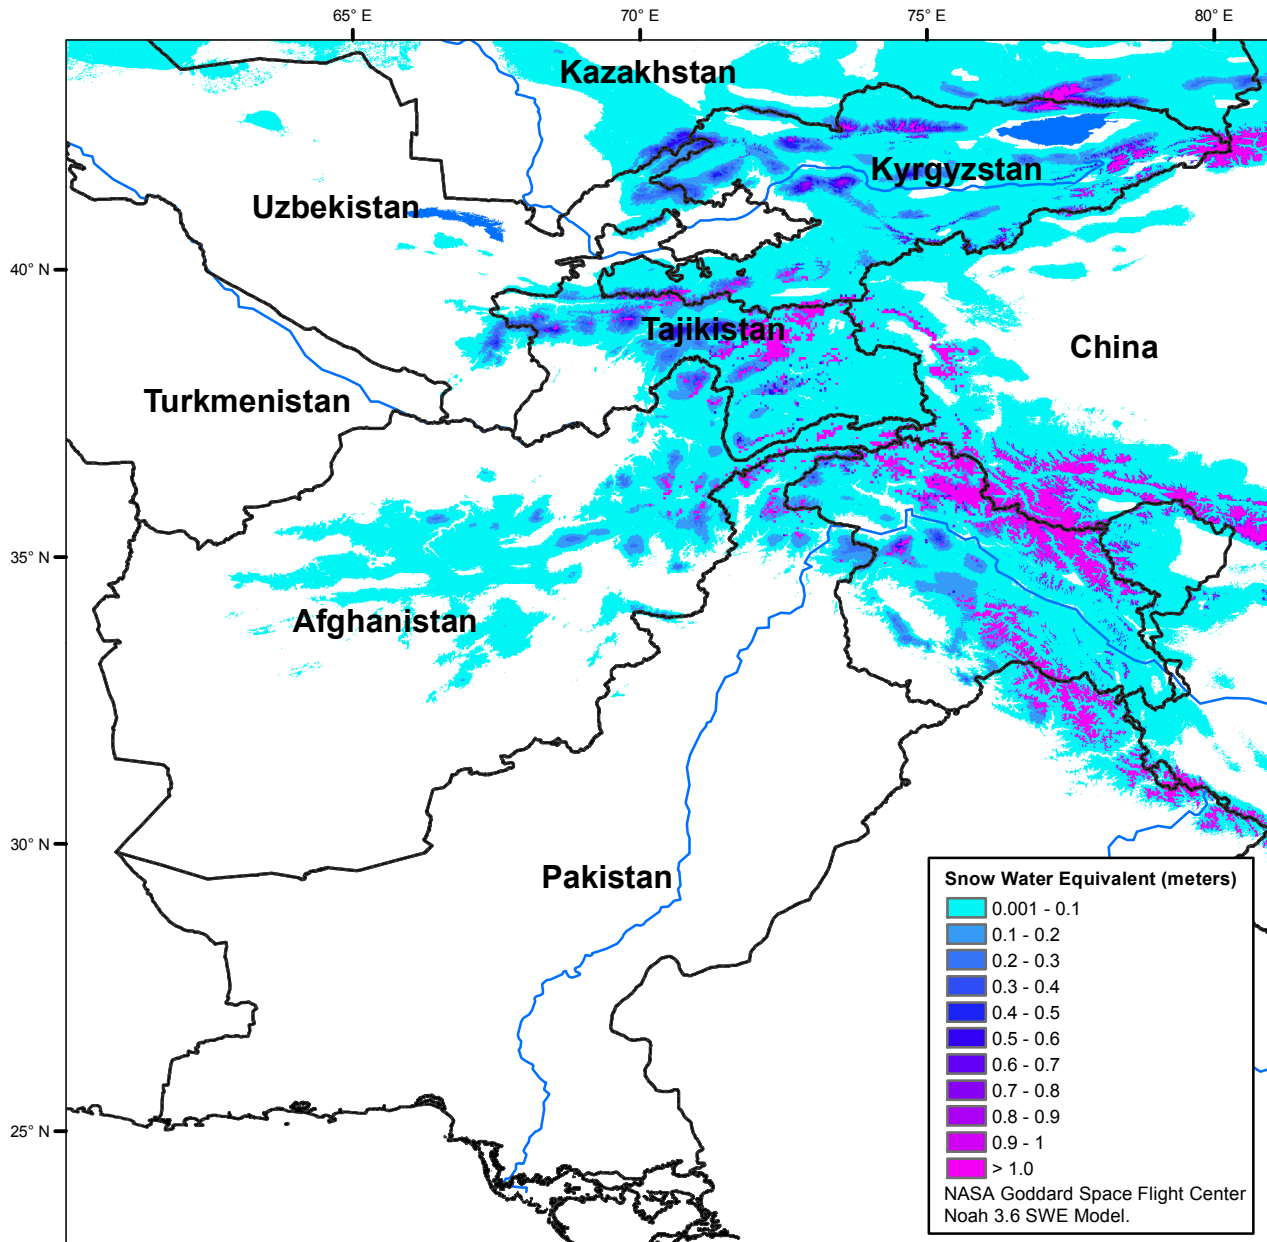 65° E
70° E
75° E
80° E
Kazakhstan
Kyrgyzstan
Uzbekistan
40° N
Tajikistan
China
Turkmenistan
35° N
Afghanistan
30° N
Pakistan
Snow Water Equivalent (meters)
0.001 - 0.1
0.1 - 0.2
0.2 - 0.3
0.3 - 0.4
0.4 - 0.5
0.5 - 0.6
0.6 - 0.7
0.7 - 0.8
0.8 - 0.9
0.9 - 1
> 1.0
NASA Goddard Space Flight Center
Noah 3.6 SWE Model.
25° N